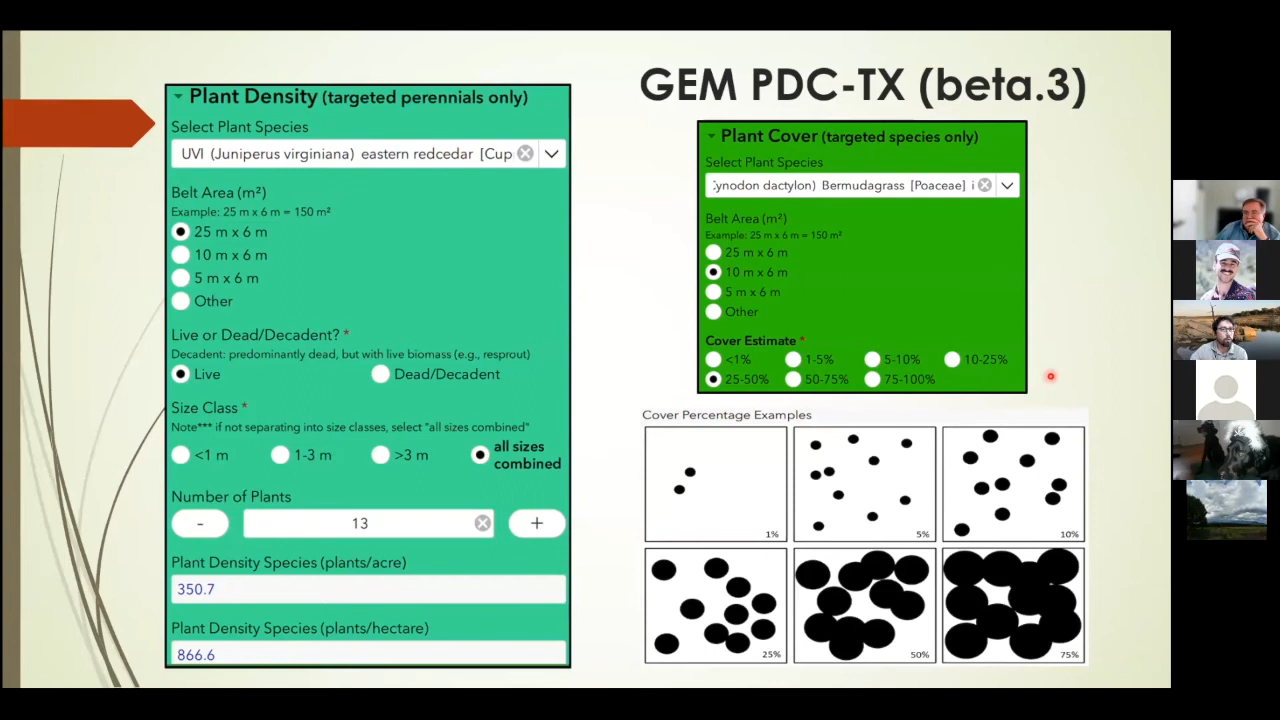 GEM PDC-TX (beta.3)
Plant Density (targeted perennials only)
Select Plant Species
UVI (Juniperus virginiana) eastern redcedar [Cup
Belt Area (m²)
Example: 25 m x 6 m = 150 m²
25 m x 6 m
10 m x 6 m
5 m x 6 m
Other
Live or Dead/Decadent? *
Decadent: predominantly dead, but with live biomass (e.g., resprout)
Live Dead/Decadent
Size Class *
Note*** if not separating into size classes, select "all sizes combined"
<1 m 1-3 m >3 m all sizes combined
Number of Plants
- 13 +
Plant Density Species (plants/acre)
350.7
Plant Density Species (plants/hectare)
866.6
Plant Cover (targeted species only)
Select Plant Species
ynodon dactylon) Bermudagrass [Poaceae] i
Belt Area (m²)
Example: 25 m x 6 m = 150 m²
25 m x 6 m
10 m x 6 m
5 m x 6 m
Other
Cover Estimate *
<1% 1-5% 5-10% 10-25%
25-50% 50-75% 75-100%
Cover Percentage Examples
1% 5% 10%
25% 50% 75%